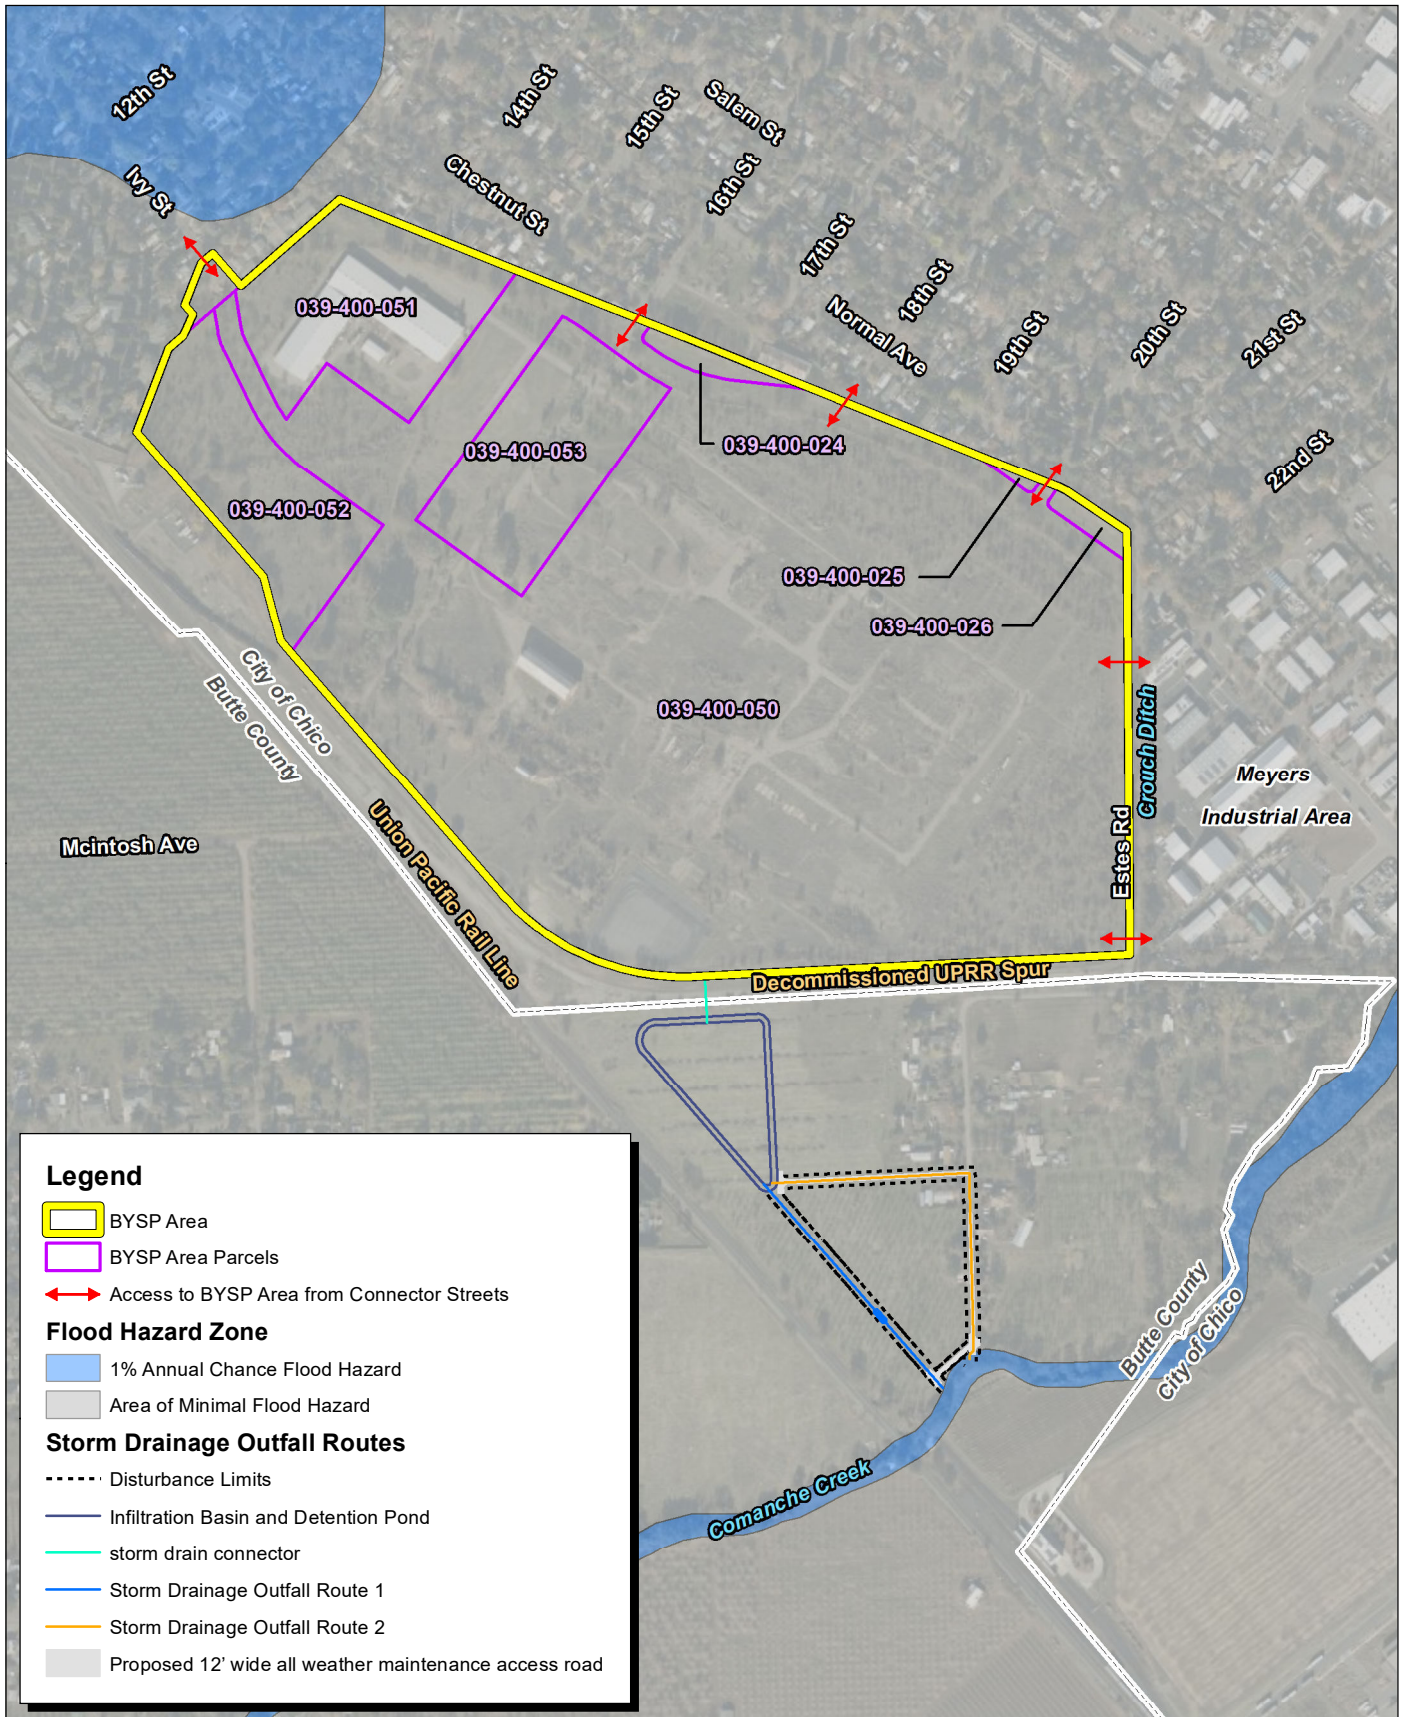 12th St
14th St
15th St
Salem St
Ivy St
Chestnut St
16th St
17th St
18th St
Normal Ave
19th St
20th St
21st St
22nd St
039-400-051
039-400-053
039-400-024
039-400-052
039-400-025
039-400-026
039-400-050
City of Chico
Butte County
Crouch Ditch
Meyers
Industrial Area
Estes Rd
Mcintosh Ave
Union Pacific Rail Line
Decommissioned UPRR Spur
Butte County
City of Chico
Comanche Creek
Legend
BYSP Area
BYSP Area Parcels
Access to BYSP Area from Connector Streets
Flood Hazard Zone
1% Annual Chance Flood Hazard
Area of Minimal Flood Hazard
Storm Drainage Outfall Routes
Disturbance Limits
Infiltration Basin and Detention Pond
storm drain connector
Storm Drainage Outfall Route 1
Storm Drainage Outfall Route 2
Proposed 12’ wide all weather maintenance access road